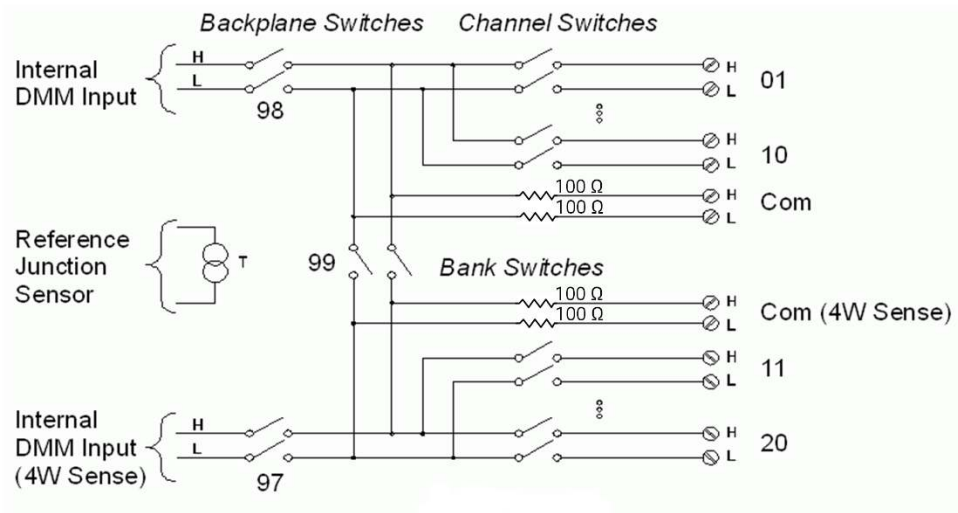 Backplane Switches Channel Switches
Internal
DMM Input
H
L
98
H
L
01
H
L
10
100 Ω
100 Ω
H
L
Com
Reference
Junction
Sensor
T
99
Bank Switches
100 Ω
100 Ω
H
L
Com (4W Sense)
H
L
11
Internal
DMM Input
(4W Sense)
H
L
97
H
L
20